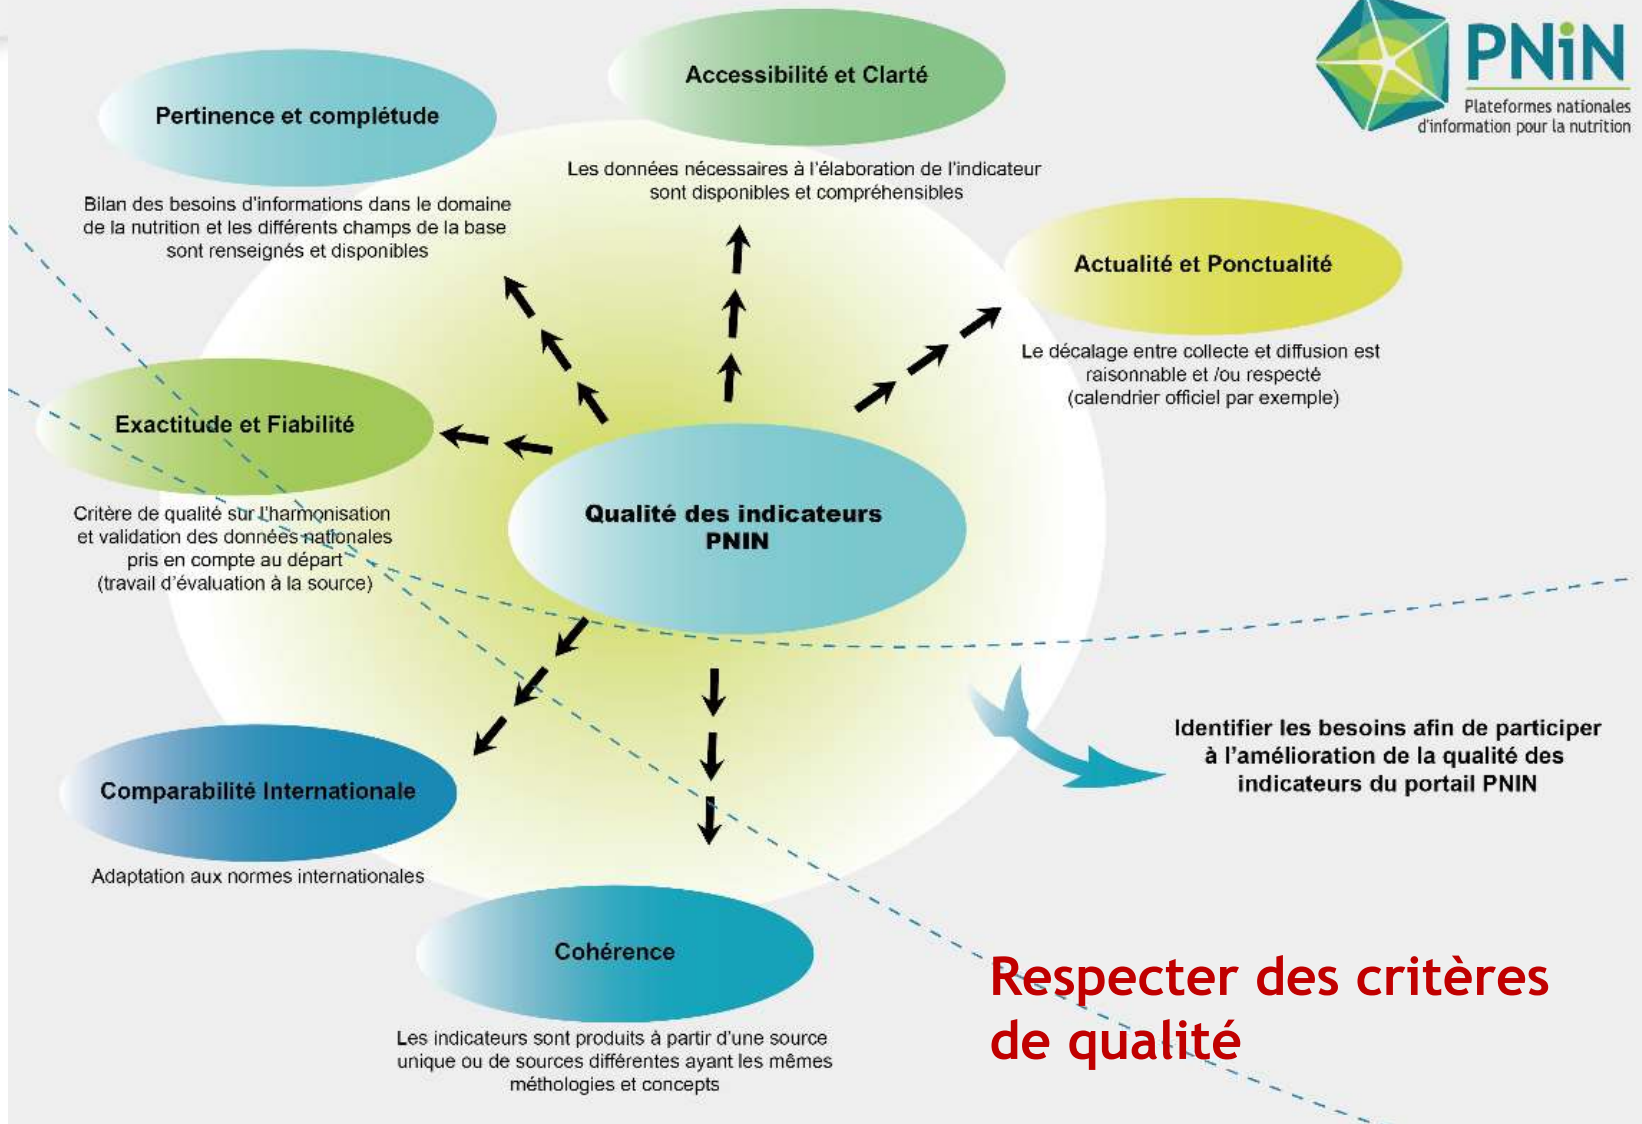 PNiN
Plateformes nationales
d'information pour la nutrition
Accessibilité et Clarté
Les données nécessaires à l'élaboration de l'indicateur
sont disponibles et compréhensibles
Pertinence et complétude
Bilan des besoins d'informations dans le domaine
de la nutrition et les différents champs de la base
sont renseignés et disponibles
Actualité et Ponctualité
Le décalage entre collecte et diffusion est
raisonnable et /ou respecté
(calendrier officiel par exemple)
Exactitude et Fiabilité
Critère de qualité sur l'harmonisation
et validation des données nationales
pris en compte au départ
(travail d'évaluation à la source)
Qualité des indicateurs
PNIN
Identifier les besoins afin de participer
à l'amélioration de la qualité des
indicateurs du portail PNIN
Comparabilité Internationale
Adaptation aux normes internationales
Cohérence
Les indicateurs sont produits à partir d'une source
unique ou de sources différentes ayant les mêmes
méthologies et concepts
Respecter des critères
de qualité